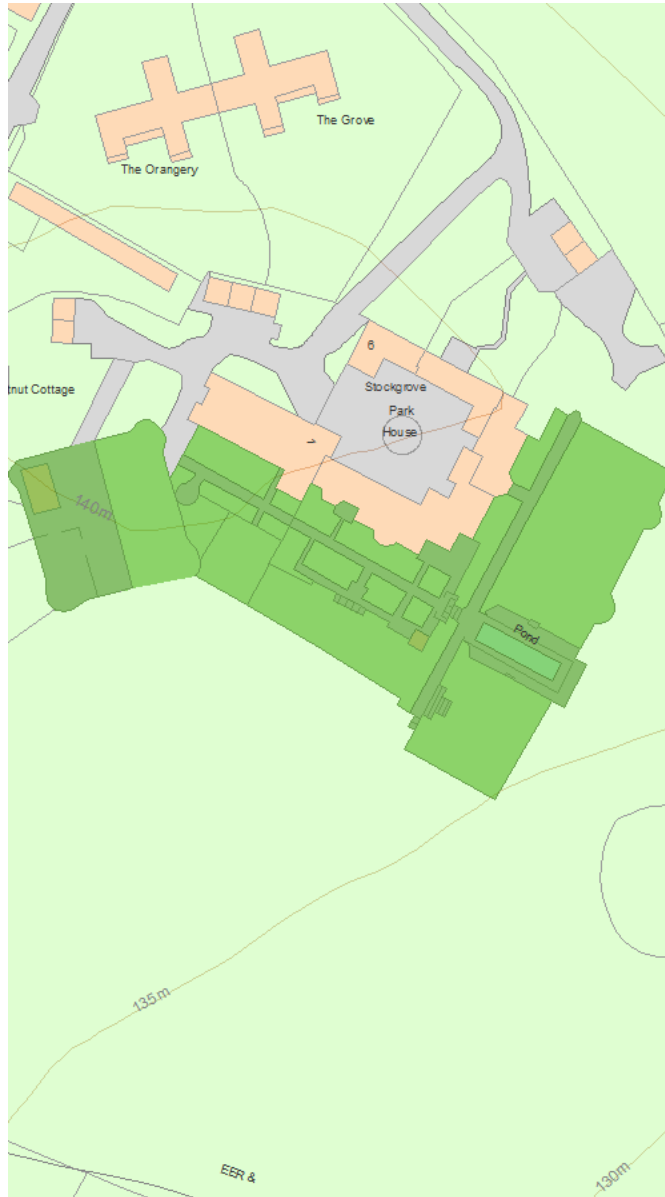 The Grove
The Orangery
6
Stockgrove
Park
House
tnut Cottage
1
140m
Pond
135m
EER &
130m